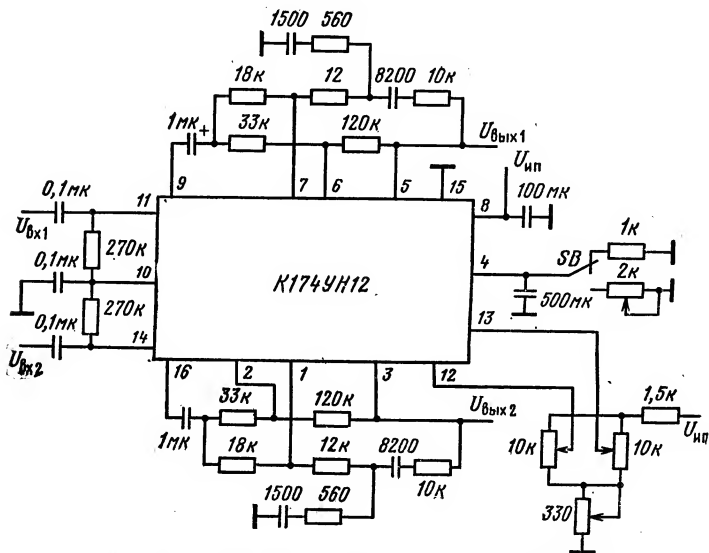 1500 560
18к 12 8200 10к
1мк + 33к 120к Uвых1
Uип
9 7 6 5 15
8 100мк
0,1мк 11
Uвх1
270к
1к
SB
0,1мк 10 К174УН12 4
2к
270к
500мк
0,1мк 13
14
Uвх2
16 2 1 3 12
33к 120к
1,5к
1мк Uвых2
Uип
18к 12к 8200 10к 10к
10к
1500 560
330